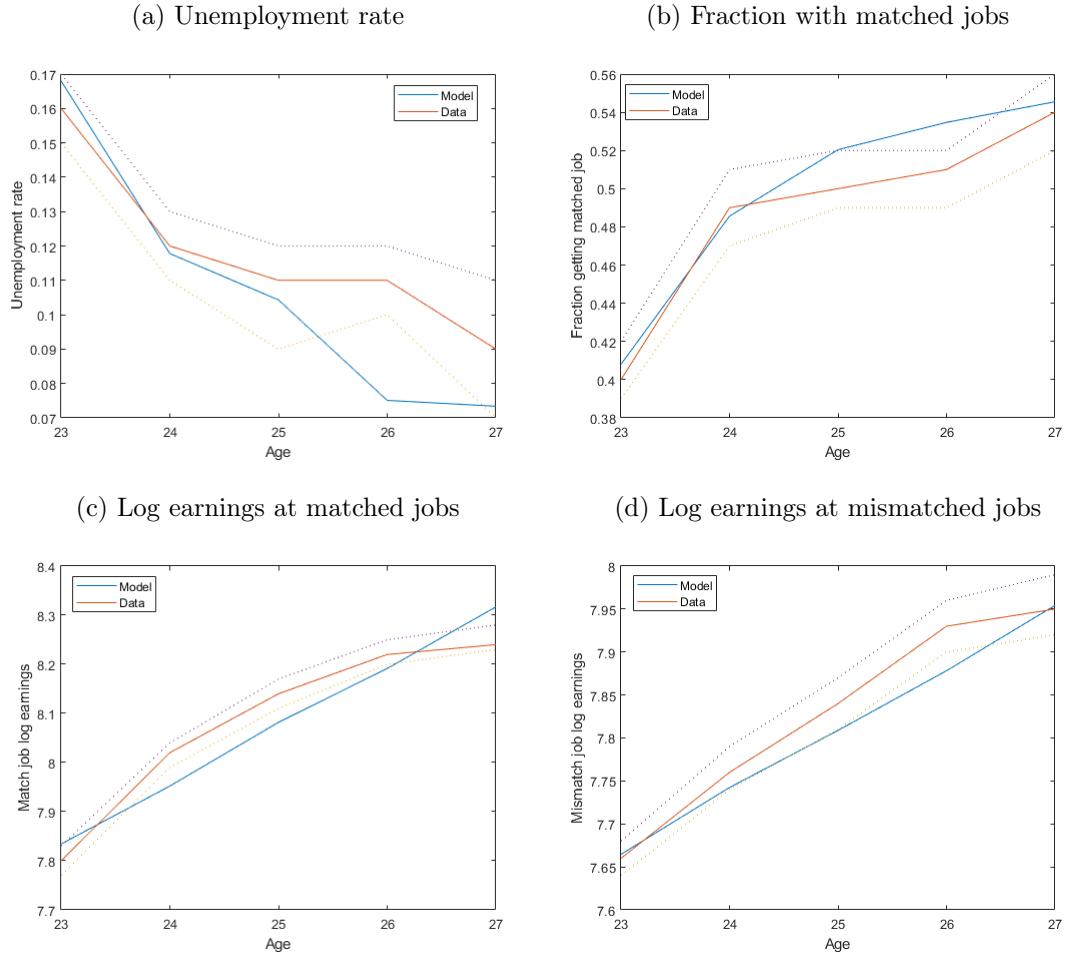 (a) Unemployment rate
0.17
0.16
0.15
0.14
0.13
0.12
0.11
0.1
0.09
0.08
0.07
Unemployment rate
23 24 25 26 27
Age
Model
Data
(b) Fraction with matched jobs
0.56
0.54
0.52
0.5
0.48
0.46
0.44
0.42
0.4
0.38
Fraction getting matched job
23 24 25 26 27
Age
Model
Data
(c) Log earnings at matched jobs
8.4
8.3
8.2
8.1
8
7.9
7.8
7.7
Match job log earnings
23 24 25 26 27
Age
Model
Data
(d) Log earnings at mismatched jobs
8
7.95
7.9
7.85
7.8
7.75
7.7
7.65
7.6
Mismatch job log earnings
23 24 25 26 27
Age
Model
Data